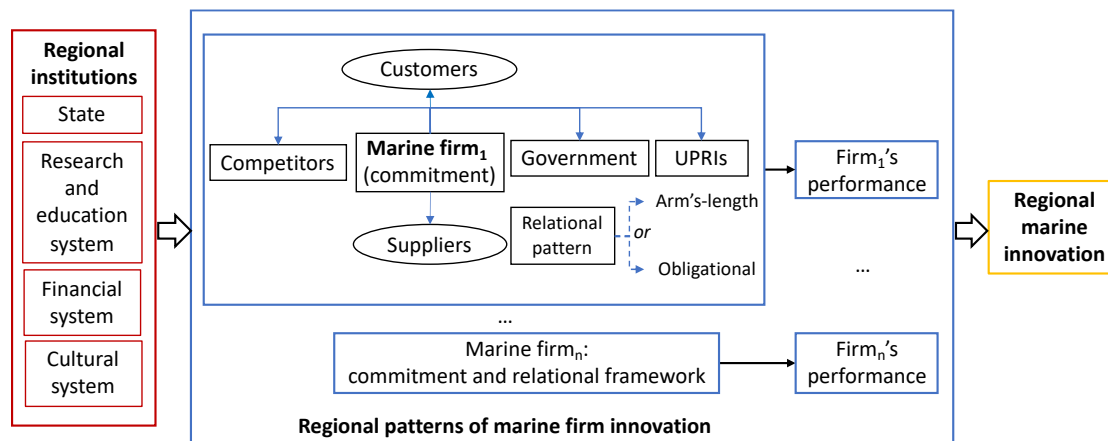 Regional
institutions
State
Research
and
education
system
Financial
system
Cultural
system
Customers
Competitors
Marine firm₁
(commitment)
Government
UPRIs
Suppliers
Relational
pattern
Arm's-length
or
Obligational
Firm₁'s
performance
...
...
Marine firmₙ:
commitment and relational framework
Firmₙ's
performance
Regional patterns of marine firm innovation
Regional
marine
innovation